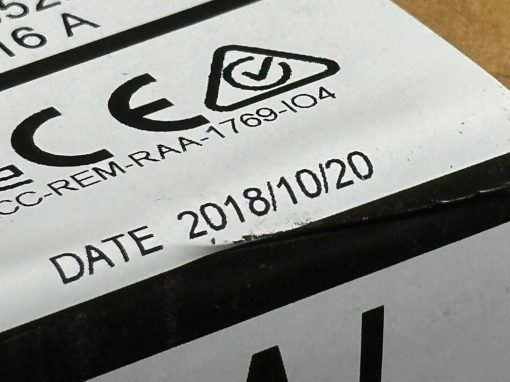 16 A
CE
CC-REM-RAA-1769-IO4
DATE 2018/10/20